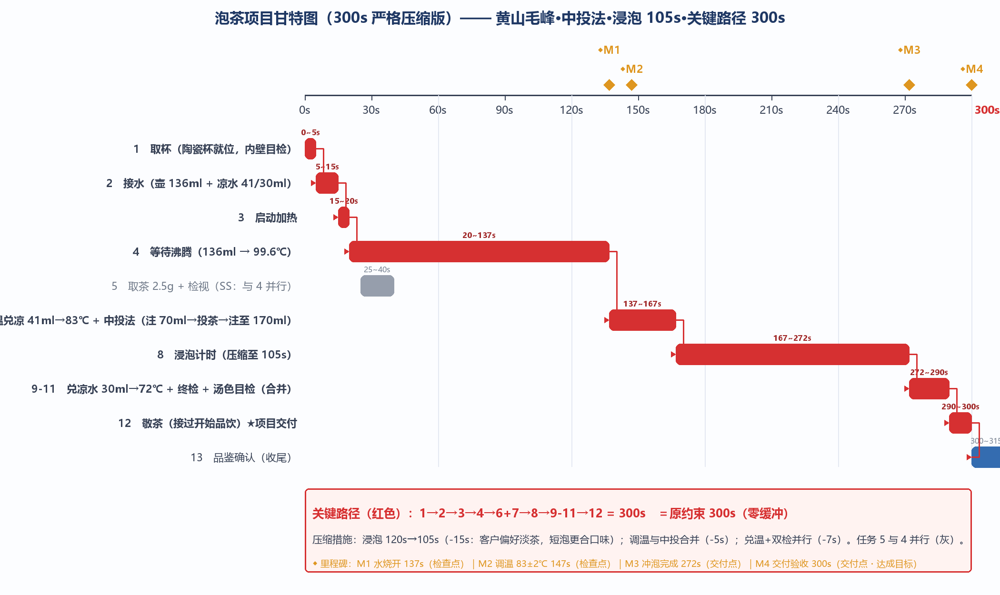 泡茶项目甘特图（300s 严格压缩版）—— 黄山毛峰•中投法•浸泡 105s•关键路径 300s
◆M1
◆M3
◆M2
◆M4
0s 30s 60s 90s 120s 150s 180s 210s 240s 270s 300s
0~5s
1 取杯（陶瓷杯就位，内壁目检）
5~15s
2 接水（壶 136ml + 凉水 41/30ml）
15~20s
3 启动加热
20~137s
4 等待沸腾（136ml → 99.6℃）
25~40s
5 取茶 2.5g + 检视（SS：与 4 并行）
137~167s
兑凉 41ml→83℃ + 中投法（注 70ml→投茶→注至 170ml）
167~272s
8 浸泡计时（压缩至 105s）
272~290s
9-11 兑凉水 30ml→72℃ + 终检 + 汤色目检（合并）
290~300s
12 敬茶（接过开始品饮）★项目交付
300~315
13 品鉴确认（收尾）
关键路径（红色）：1→2→3→4→6+7→8→9-11→12 = 300s ＝原约束 300s（零缓冲）
压缩措施：浸泡 120s→105s（-15s：客户偏好淡茶，短泡更合口味）；调温与中投合并（-5s）；兑温+双检并行（-7s）。任务 5 与 4 并行（灰）。
◆ 里程碑：M1 水烧开 137s（检查点）｜M2 调温 83±2℃ 147s（检查点）｜M3 冲泡完成 272s（交付点）｜M4 交付验收 300s（交付点 · 达成目标）